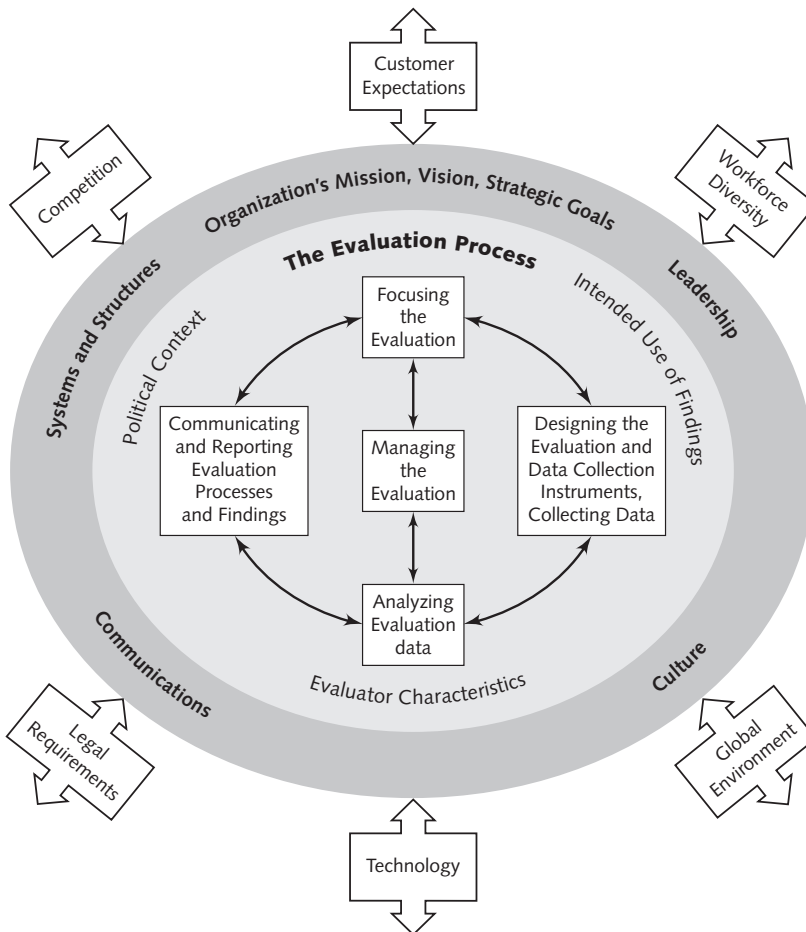 Customer
Expectations
Competition
Workforce
Diversity
Organization's Mission, Vision, Strategic Goals
Systems and Structures
Leadership
The Evaluation Process
Political Context
Intended Use of Findings
Focusing
the
Evaluation
Communicating
and Reporting
Evaluation
Processes
and Findings
Managing
the
Evaluation
Designing the
Evaluation and
Data Collection
Instruments,
Collecting Data
Analyzing
Evaluation
data
Evaluator Characteristics
Communications
Culture
Legal
Requirements
Global
Environment
Technology